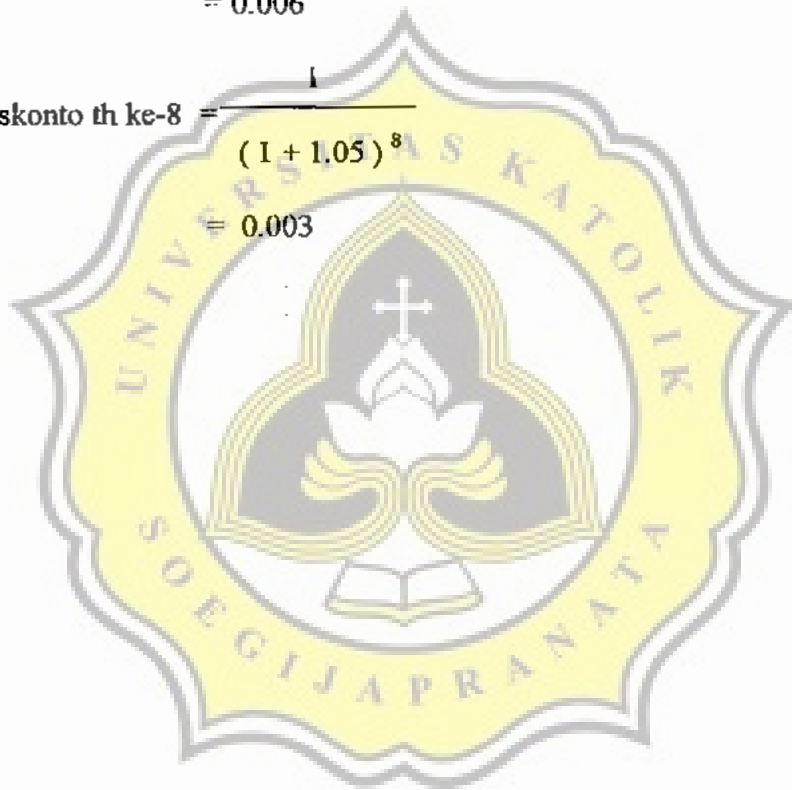 = 0.006
1
skonto th ke-8 =
( 1 + 1.05 ) 8
= 0.003
UNIVERSITAS KATOLIK
SOEGIJAPRANATA